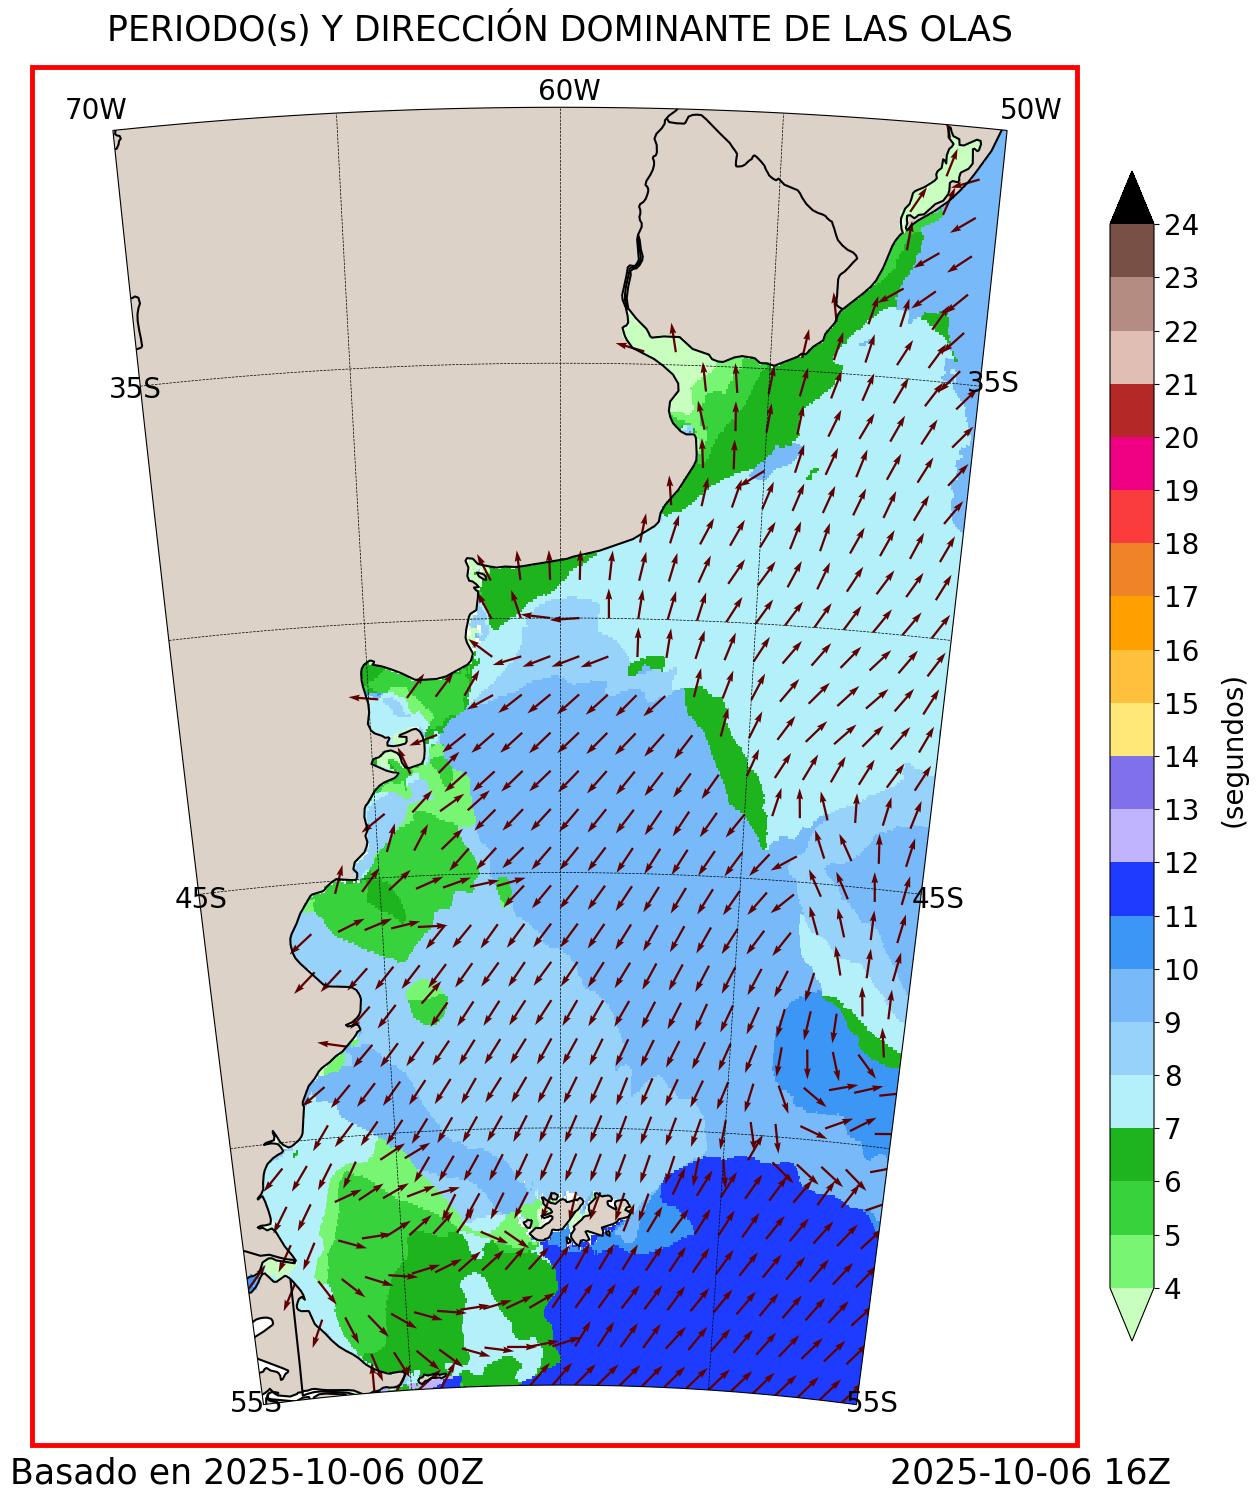 PERIODO(s) Y DIRECCIÓN DOMINANTE DE LAS OLAS
70W
60W
50W
35S
35S
45S
45S
55S
55S
24
23
22
21
20
19
18
17
16
15
14
13
12
11
10
9
8
7
6
5
4
(segundos)
Basado en 2025-10-06 00Z
2025-10-06 16Z